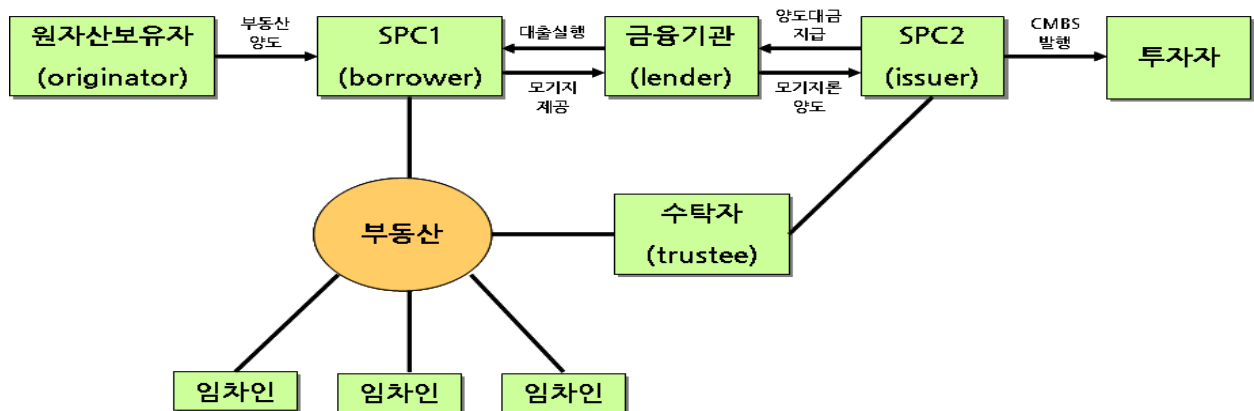 원자산보유자
(originator)
부동산
양도
SPC1
(borrower)
대출실행
모기지
제공
금융기관
(lender)
양도대금
지급
모기지론
양도
SPC2
(issuer)
CMBS
발행
투자자
부동산
수탁자
(trustee)
임차인
임차인
임차인